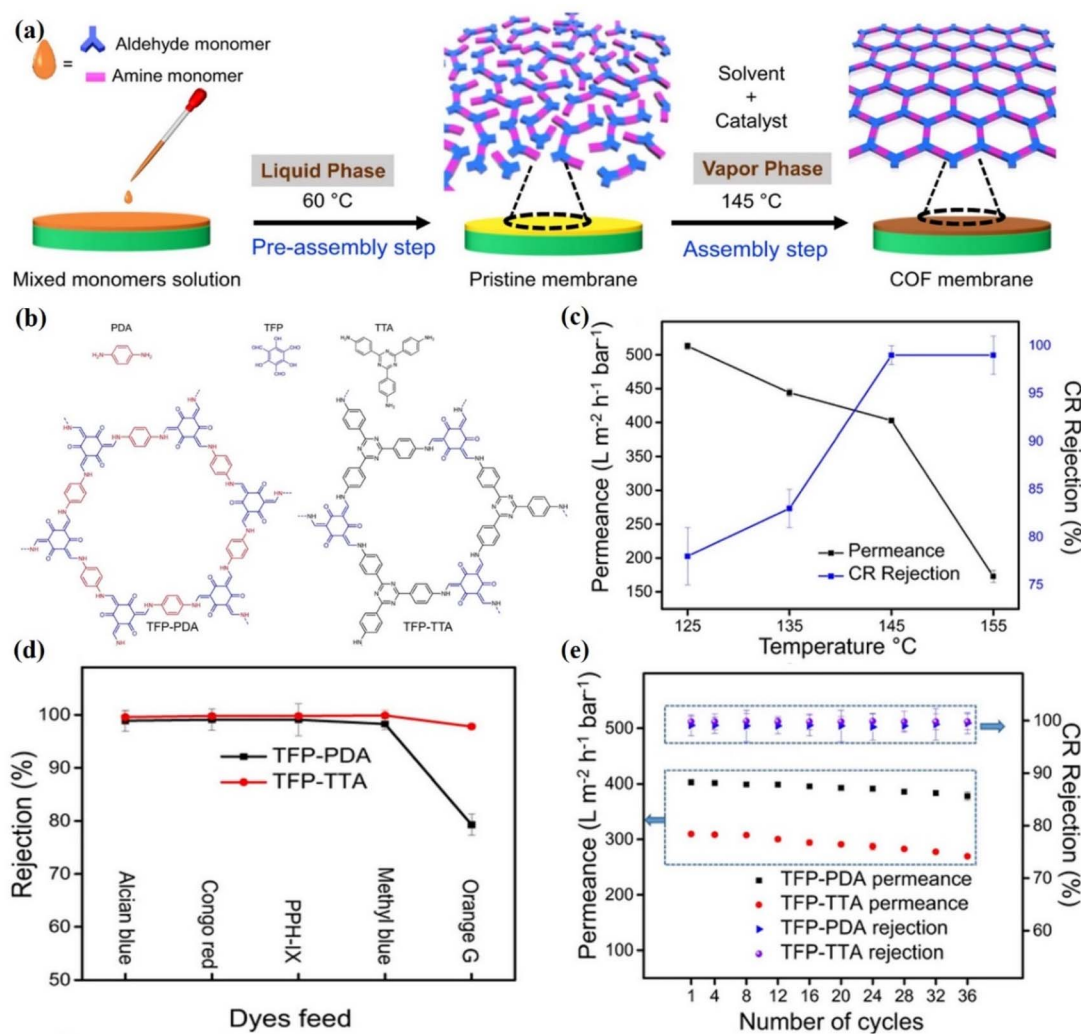 (a)
= Aldehyde monomer
Amine monomer
Liquid Phase
60 °C
Pre-assembly step
Solvent
+
Catalyst
Vapor Phase
145 °C
Assembly step
Mixed monomers solution
Pristine membrane
COF membrane
(b)
PDA
TFP
TTA
TFP-PDA
TFP-TTA
(c)
Permeance (L m⁻² h⁻¹ bar⁻¹)
500
450
400
350
300
250
200
150
100
95
90
85
80
75
CR Rejection (%)
Permeance
CR Rejection
125 135 145 155
Temperature °C
(d)
Rejection (%)
100
90
80
70
60
50
TFP-PDA
TFP-TTA
Alcian blue
Congo red
PPH-IX
Methyl blue
Orange G
Dyes feed
(e)
Permeance (L m⁻² h⁻¹ bar⁻¹)
500
400
300
200
100
100
90
80
70
60
CR Rejection (%)
TFP-PDA permeance
TFP-TTA permeance
TFP-PDA rejection
TFP-TTA rejection
1 4 8 12 16 20 24 28 32 36
Number of cycles